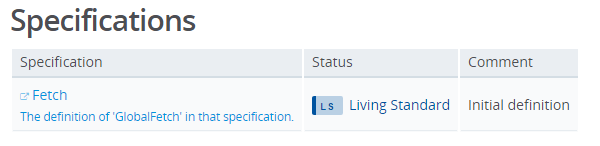 Specifications
Specification Status Comment
Fetch
The definition of 'GlobalFetch' in that specification.
LS Living Standard Initial definition